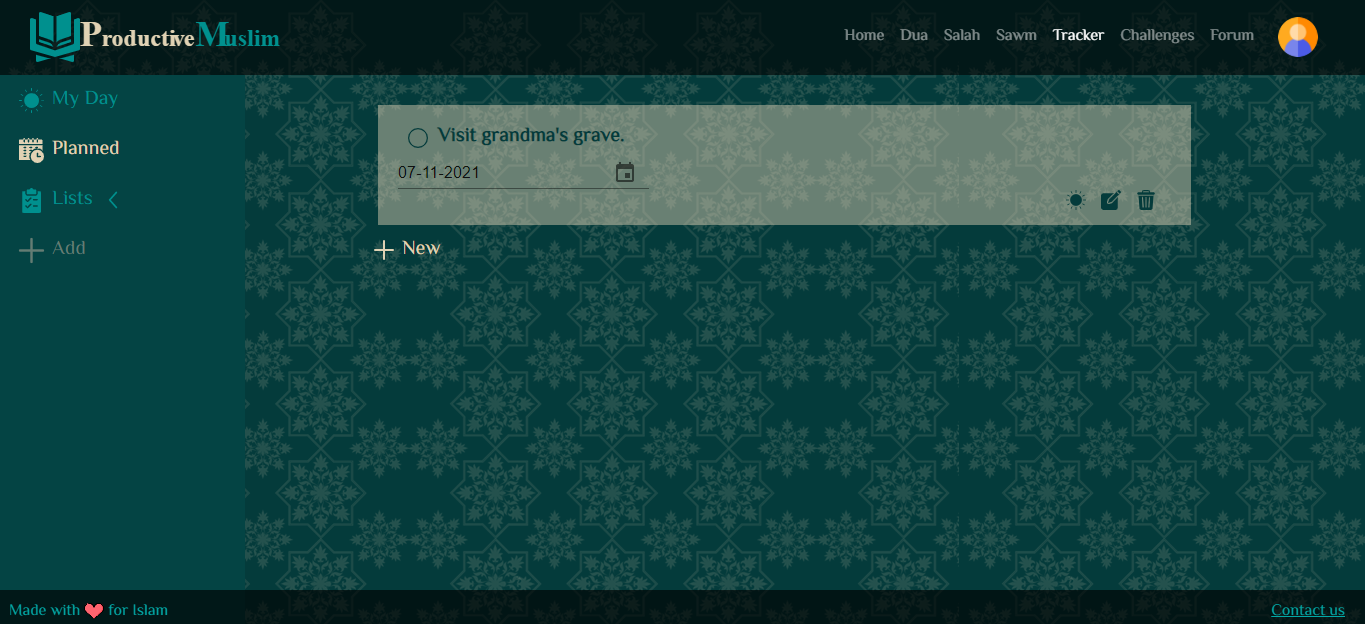 ProductiveMuslim
Home Dua Salah Sawm Tracker Challenges Forum
My Day
Planned
Lists
Add
Visit grandma's grave.
07-11-2021
New
Made with ❤ for Islam
Contact us